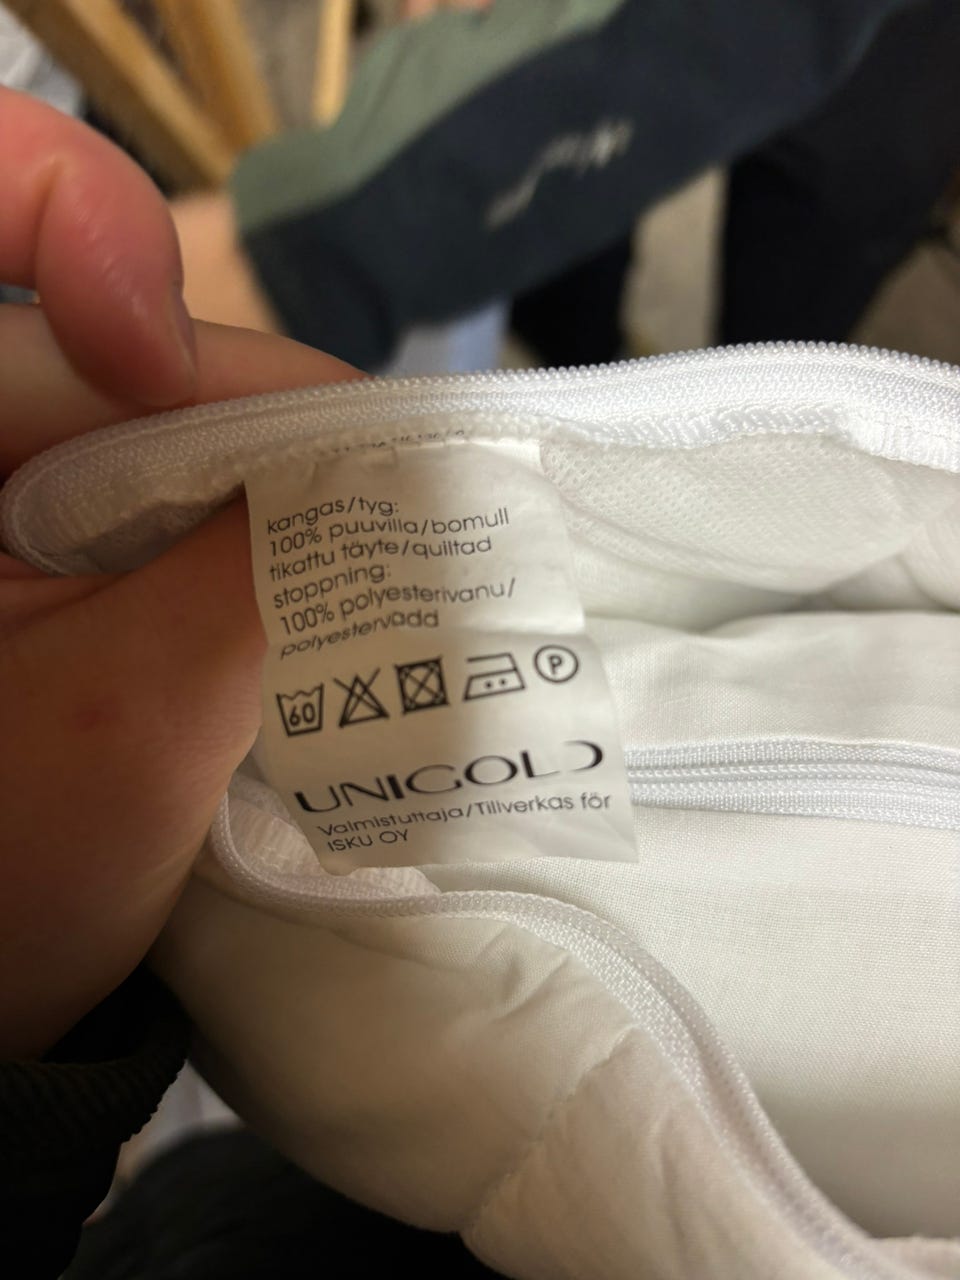 kangas/tyg:
100% puuvilla/bomull
tikattu täyte/quiltad
stoppning:
100% polyesterivanu/
polyestervadd
60
P
UNIGOLD
Valmistuttaja/Tillverkas för
ISKU OY